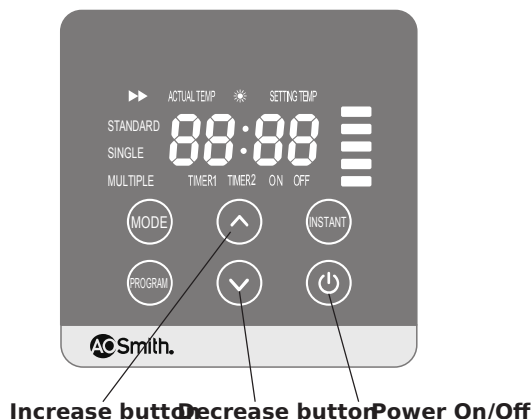 ACTUAL TEMP SETTING TEMP
STANDARD 88:88
SINGLE
MULTIPLE TIMER1 TIMER2 ON OFF
MODE INSTANT
PROGRAM
AOSmith.
Increase button Decrease button Power On/Off